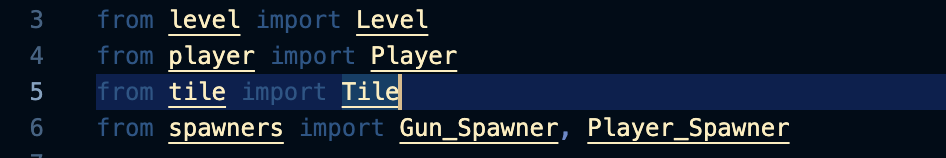 3 from level import Level
4 from player import Player
5 from tile import Tile
6 from spawners import Gun_Spawner, Player_Spawner